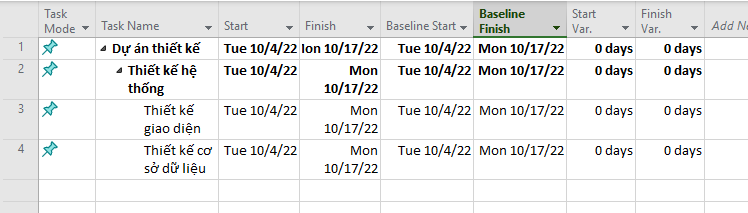 Task Mode Task Name Start Finish Baseline Start Baseline Finish Start Var. Finish Var. Add Ne
1 Dự án thiết kế Tue 10/4/22 Ion 10/17/22 Tue 10/4/22 Mon 10/17/22 0 days 0 days
2 Thiết kế hệ thống Tue 10/4/22 Mon 10/17/22 Tue 10/4/22 Mon 10/17/22 0 days 0 days
3 Thiết kế giao diện Tue 10/4/22 Mon 10/17/22 Tue 10/4/22 Mon 10/17/22 0 days 0 days
4 Thiết kế cơ sở dữ liệu Tue 10/4/22 Mon 10/17/22 Tue 10/4/22 Mon 10/17/22 0 days 0 days